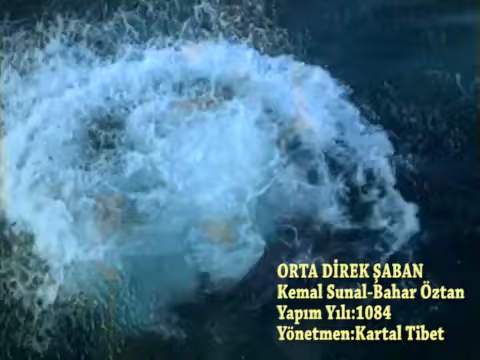 ORTA DİREK ŞABAN
Kemal Sunal-Bahar Öztan
Yapım Yılı:1084
Yönetmen:Kartal Tibet